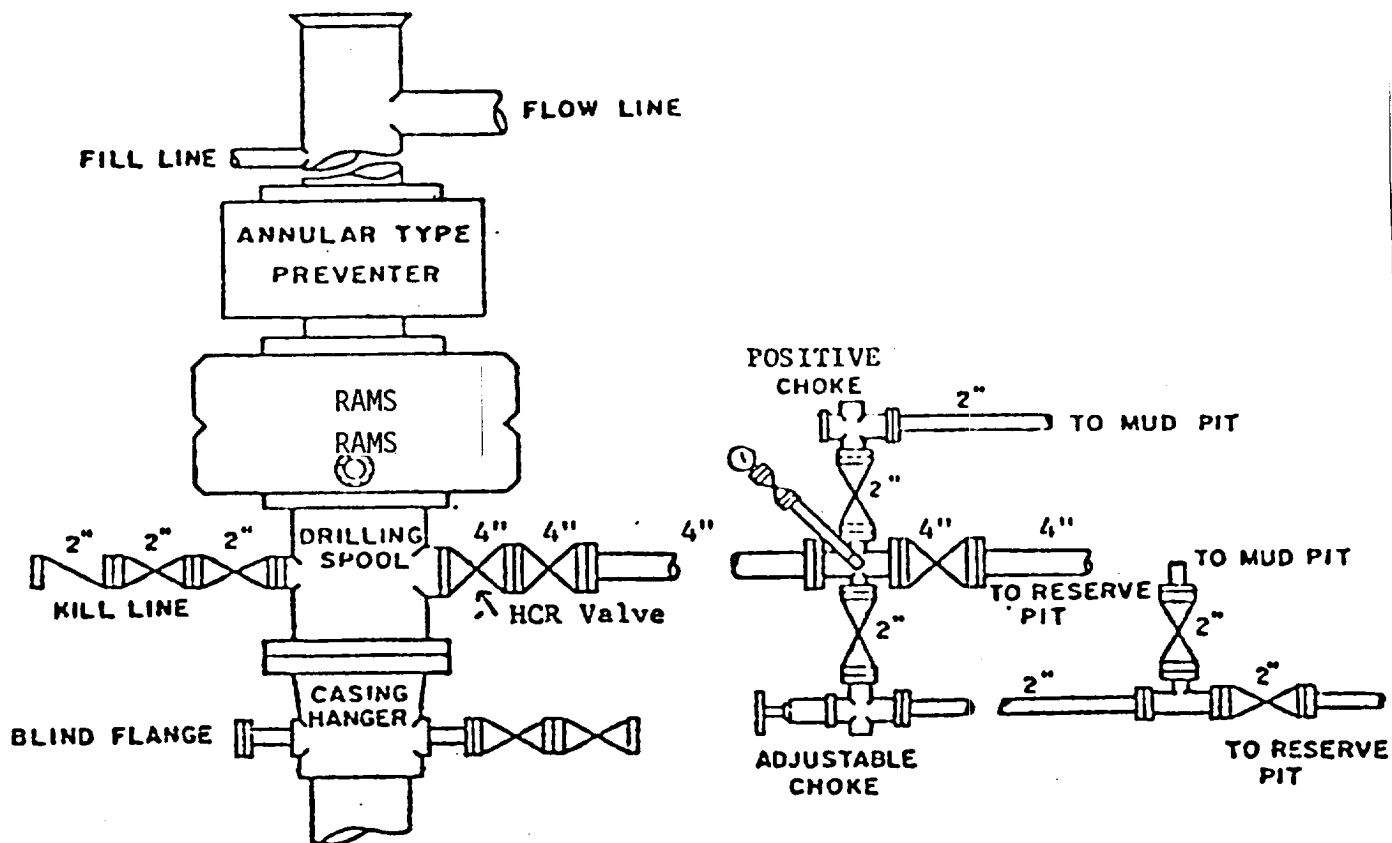 FLOW LINE
FILL LINE
ANNULAR TYPE
PREVENTER
RAMS
RAMS
POSITIVE
CHOKE
2"
TO MUD PIT
2"
2" 2" 2"
DRILLING
SPOOL
4" 4" 4"
4" 4"
KILL LINE
HCR Valve
TO RESERVE
PIT
TO MUD PIT
2"
2"
2"
2"
CASING
HANGER
BLIND FLANGE
ADJUSTABLE
CHOKE
TO RESERVE
PIT